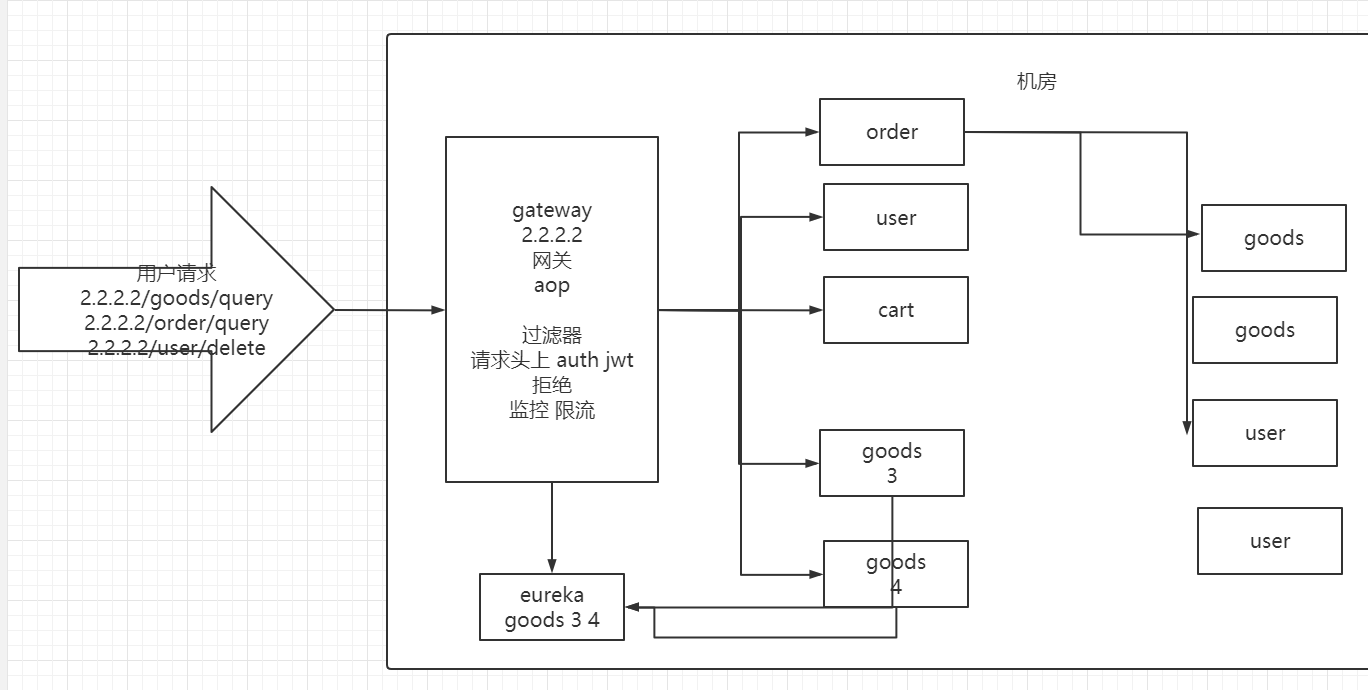 机房
用户请求
2.2.2.2/goods/query
2.2.2.2/order/query
2.2.2.2/user/delete
gateway
2.2.2.2
网关
aop
过滤器
请求头上 auth jwt
拒绝
监控 限流
eureka
goods 3 4
order
user
cart
goods
3
goods
4
goods
goods
user
user